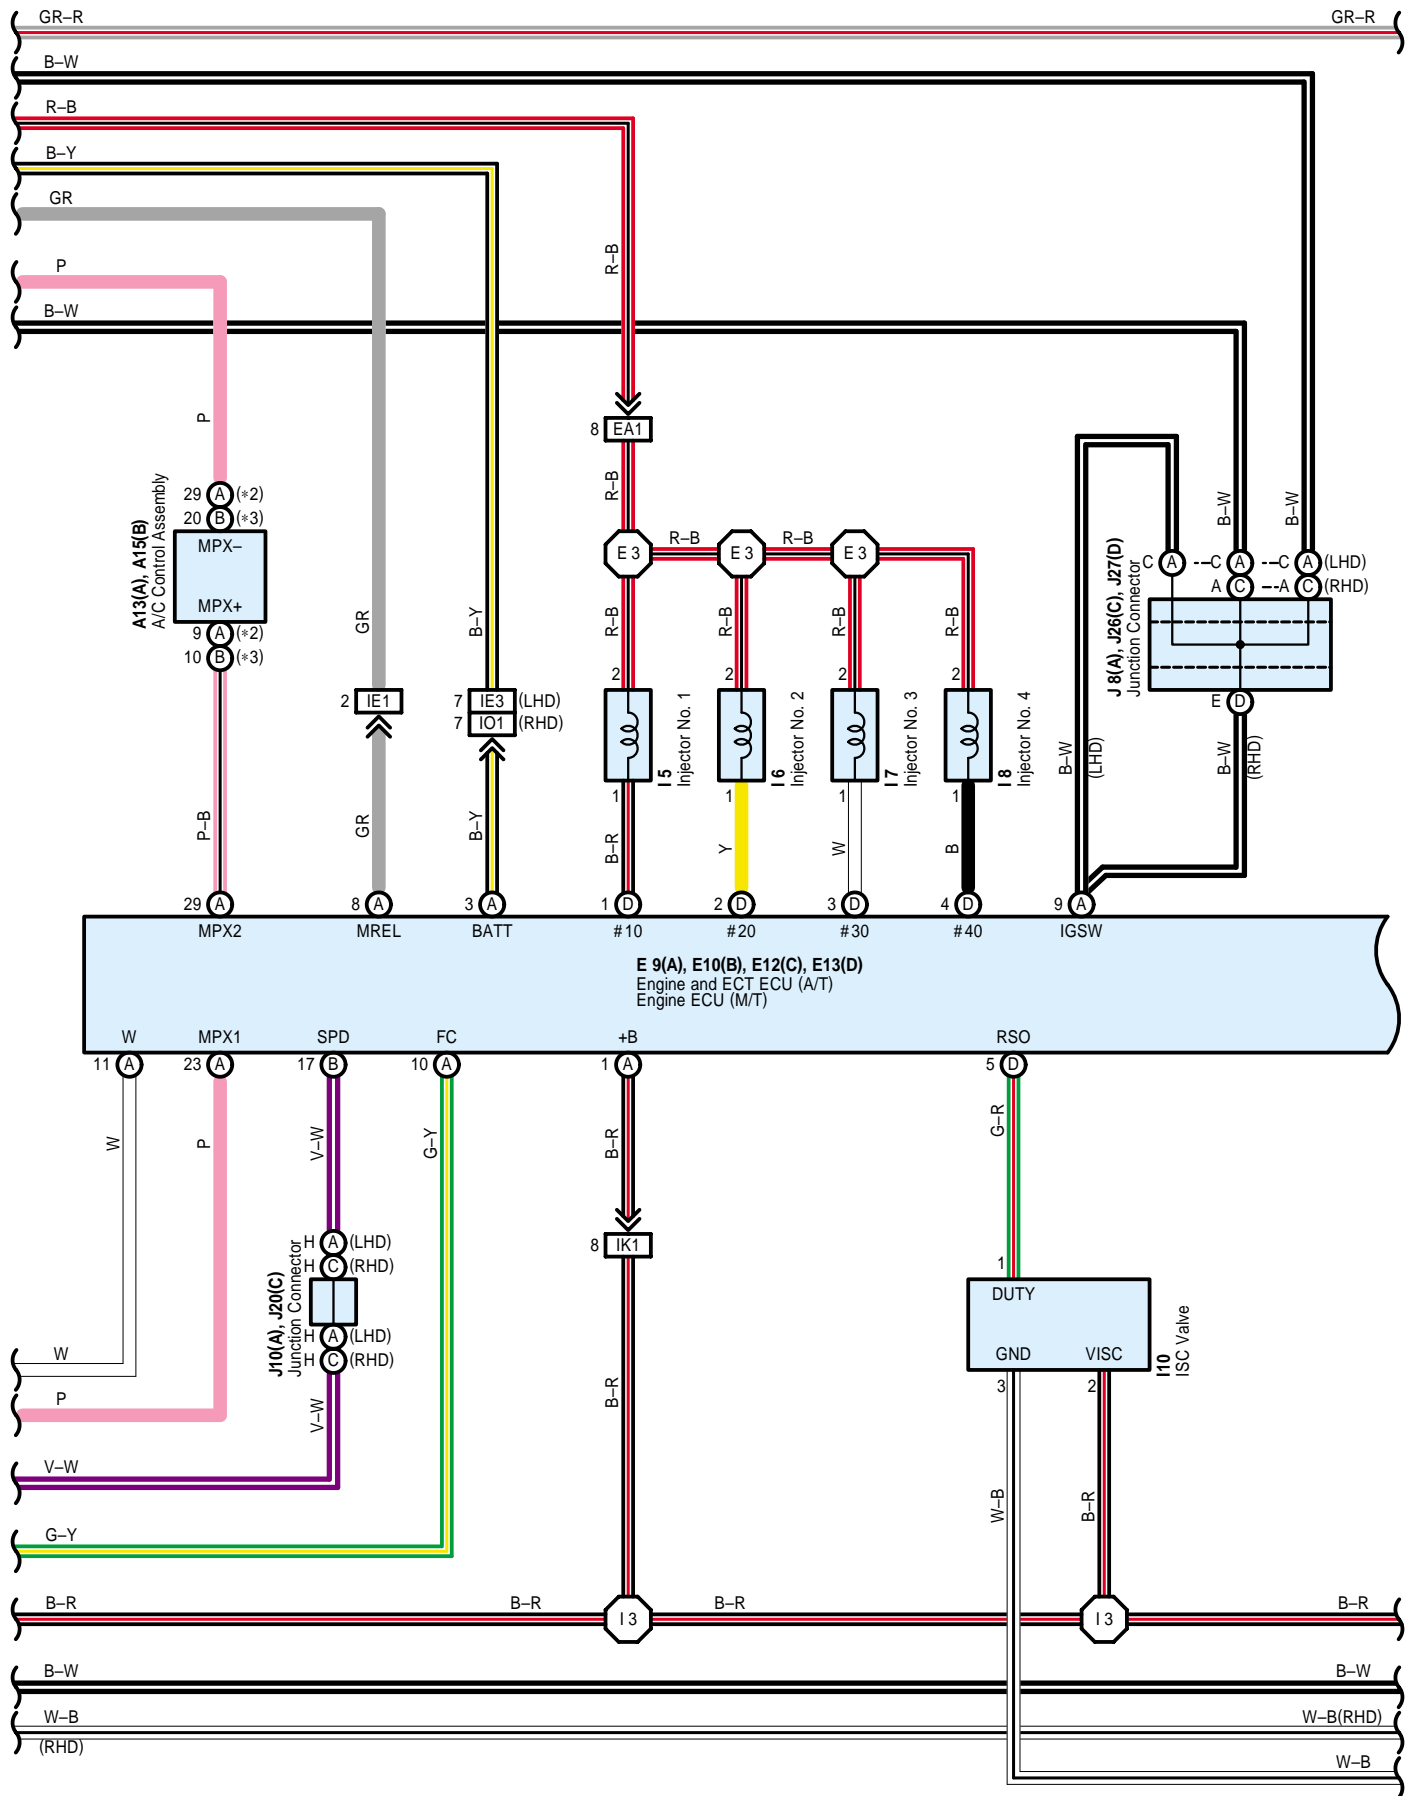 GR–R
GR–R
B–W
R–B
B–Y
GR
P
B–W
R–B
P
8 EA1
R–B
B–W
B–W
29 A (*2)
20 B (*3)
MPX–
MPX+
9 A (*2)
10 B (*3)
A13(A), A15(B)
A/C Control Assembly
E 3
R–B
E 3
R–B
E 3
C A C A C A (LHD)
A C A C (RHD)
J 8(A), J26(C), J27(D)
Junction Connector
E D
GR
B–Y
R–B
R–B
R–B
R–B
2
2
2
2
2 IE1
7 IE3 (LHD)
7 IO1 (RHD)
I 5
Injector No. 1
I 6
Injector No. 2
I 7
Injector No. 3
I 8
Injector No. 4
1
1
1
1
B–W
(LHD)
B–W
(RHD)
P–B
GR
B–Y
B–R
Y
W
B
29 A
8 A
3 A
1 D
2 D
3 D
4 D
9 A
MPX2
MREL
BATT
#10
#20
#30
#40
IGSW
E 9(A), E10(B), E12(C), E13(D)
Engine and ECT ECU (A/T)
Engine ECU (M/T)
W
MPX1
SPD
FC
+B
RSO
11 A
23 A
17 B
10 A
1 A
5 D
W
P
V–W
G–Y
B–R
G–R
H A (LHD)
H C (RHD)
J10(A), J20(C)
Junction Connector
H A (LHD)
H C (RHD)
8 IK1
1
DUTY
GND
VISC
I10
ISC Valve
3
2
W
P
V–W
B–R
V–W
W–B
B–R
G–Y
B–R
B–R
I 3
B–R
I 3
B–R
B–W
B–W
W–B
(RHD)
W–B(RHD)
W–B